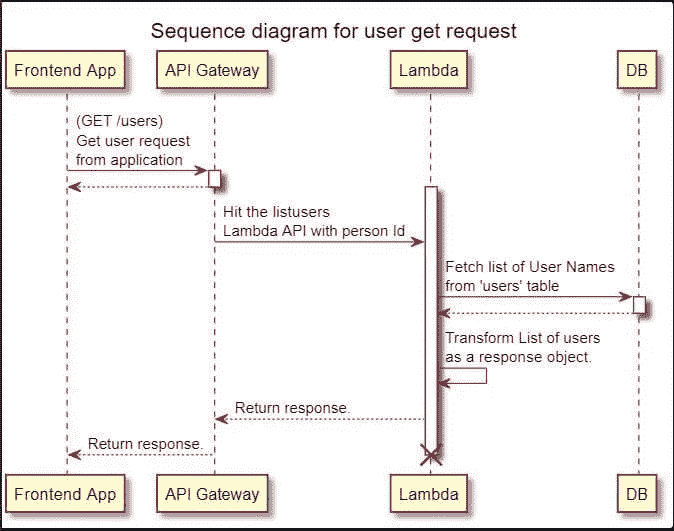 Sequence diagram for user get request
Frontend App
API Gateway
Lambda
DB
(GET /users)
Get user request
from application
Hit the listusers
Lambda API with person Id
Fetch list of User Names
from 'users' table
Transform List of users
as a response object.
Return response.
Return response.
Frontend App
API Gateway
Lambda
DB